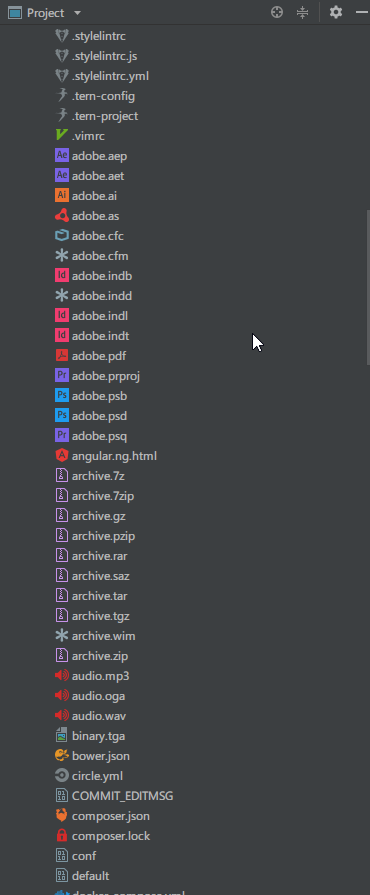 Project
.stylelintrc
.stylelintrc.js
.stylelintrc.yml
.tern-config
.tern-project
.vimrc
Ae adobe.aep
Ae adobe.aet
Ai adobe.ai
adobe.as
adobe.cfc
adobe.cfm
Id adobe.indb
adobe.indd
Id adobe.indl
Id adobe.indt
adobe.pdf
Pr adobe.prproj
Ps adobe.psb
Ps adobe.psd
Pr adobe.psq
angular.ng.html
archive.7z
archive.7zip
archive.gz
archive.pzip
archive.rar
archive.saz
archive.tar
archive.tgz
archive.wim
archive.zip
audio.mp3
audio.oga
audio.wav
binary.tga
bower.json
circle.yml
COMMIT_EDITMSG
composer.json
composer.lock
conf
default